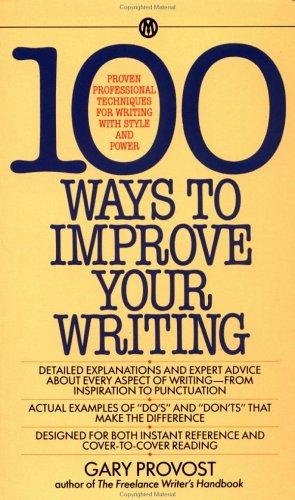 100
PROVEN
PROFESSIONAL
TECHNIQUES
FOR WRITING
WITH STYLE
AND
POWER
WAYS TO
IMPROVE
YOUR
WRITING
DETAILED EXPLANATIONS AND EXPERT ADVICE
ABOUT EVERY ASPECT OF WRITING—FROM
INSPIRATION TO PUNCTUATION
ACTUAL EXAMPLES OF "DO'S" AND "DON'TS" THAT
MAKE THE DIFFERENCE
DESIGNED FOR BOTH INSTANT REFERENCE AND
COVER-TO-COVER READING
GARY PROVOST
author of The Freelance Writer's Handbook